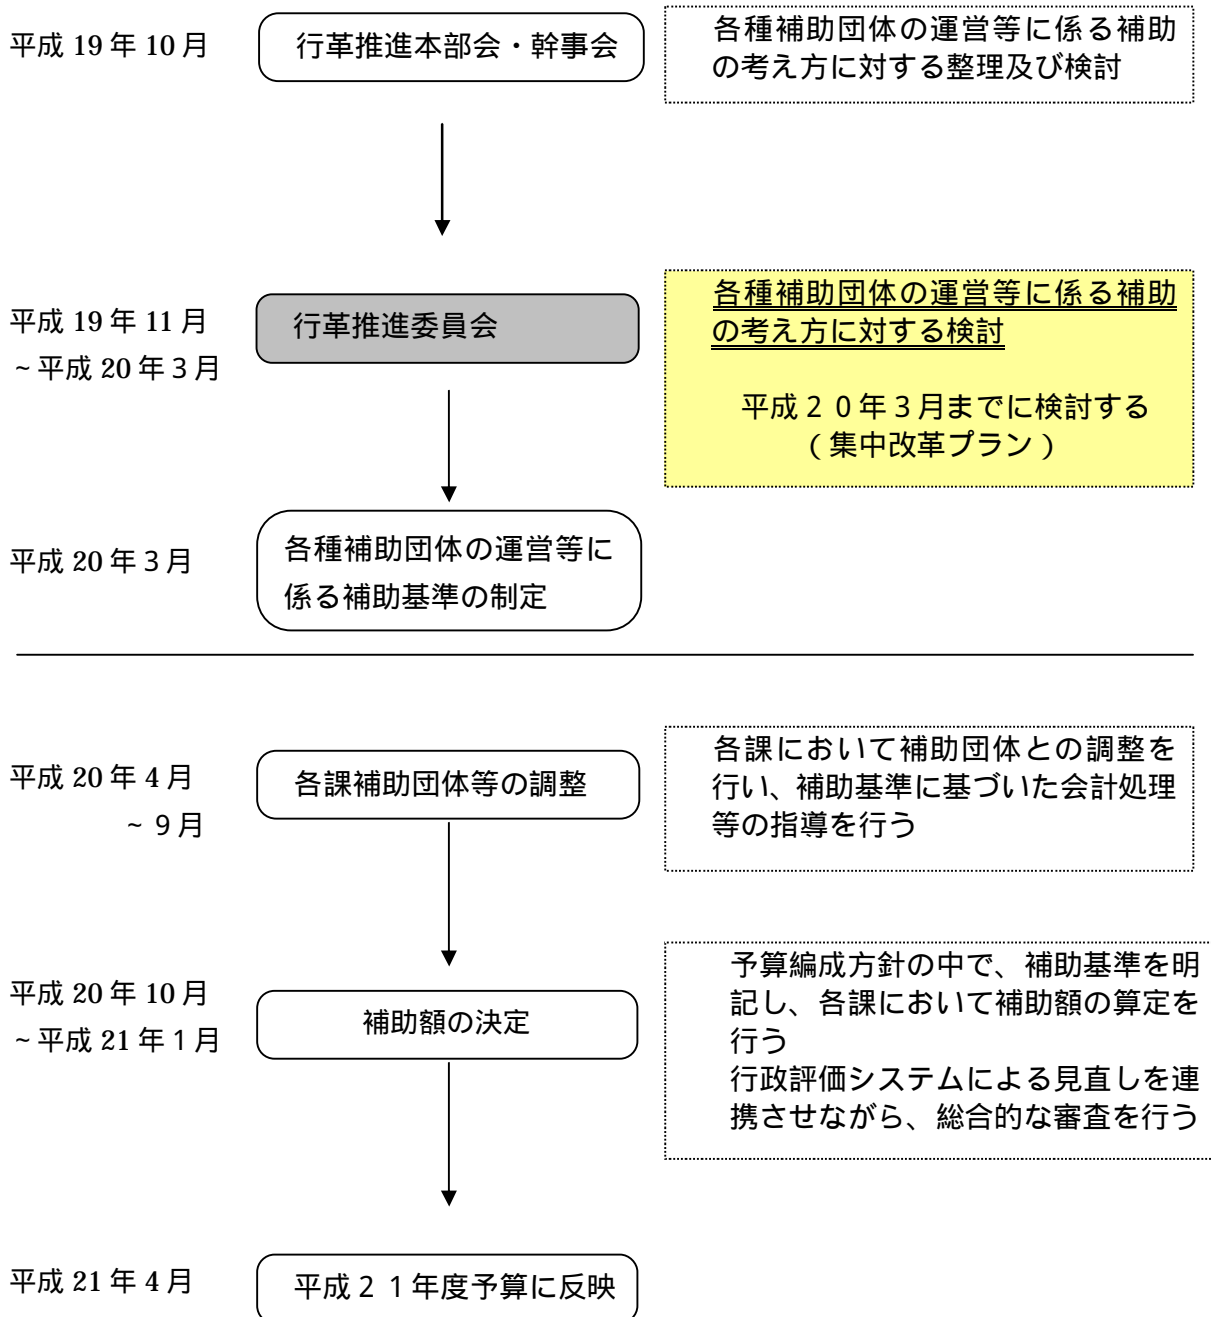 平成 19 年 10 月
行革推進本部会・幹事会
各種補助団体の運営等に係る補助
の考え方に対する整理及び検討
平成 19 年 11 月
~平成 20 年 3 月
行革推進委員会
各種補助団体の運営等に係る補助
の考え方に対する検討
平成２０年3月までに検討する
(集中改革プラン)
平成 20 年 3 月
各種補助団体の運営等に
係る補助基準の制定
平成 20 年 4 月
~ 9 月
各課補助団体等の調整
各課において補助団体との調整を
行い、補助基準に基づいた会計処理
等の指導を行う
平成 20 年 10 月
~平成 21 年 1 月
補助額の決定
予算編成方針の中で、補助基準を明
記し、各課において補助額の算定を
行う
行政評価システムによる見直しを連
携させながら、総合的な審査を行う
平成 21 年 4 月
平成２１年度予算に反映